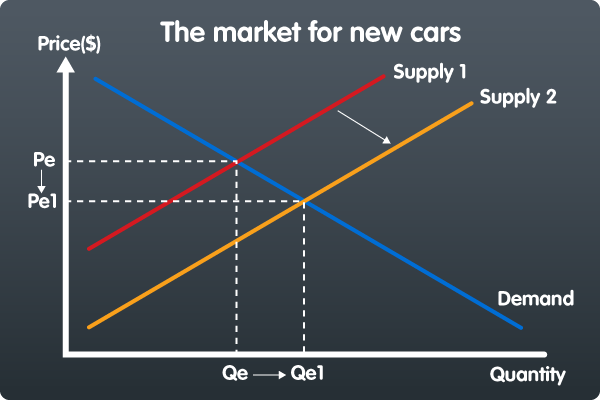 The market for new cars
Price($)
Supply 1
Supply 2
Pe
Pe1
Demand
Qe
Qe1
Quantity